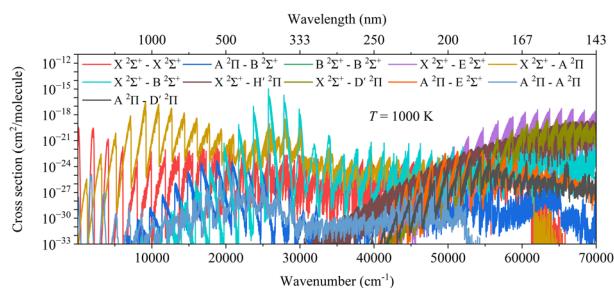 Wavelength (nm)
1000 500 333 250 200 167 143
X ²Σ⁺ - X ²Σ⁺ A ²Π - B ²Σ⁺ B ²Σ⁺ - B ²Σ⁺ X ²Σ⁺ - E ²Σ⁺ X ²Σ⁺ - A ²Π
X ²Σ⁺ - B ²Σ⁺ X ²Σ⁺ - H′ ²Π X ²Σ⁺ - D′ ²Π A ²Π - E ²Σ⁺ A ²Π - A ²Π
A ²Π - D′ ²Π
T = 1000 K
Cross section (cm²/molecule)
10⁻¹²
10⁻¹⁵
10⁻¹⁸
10⁻²¹
10⁻²⁴
10⁻²⁷
10⁻³⁰
10⁻³³
10000 20000 30000 40000 50000 60000 70000
Wavenumber (cm⁻¹)